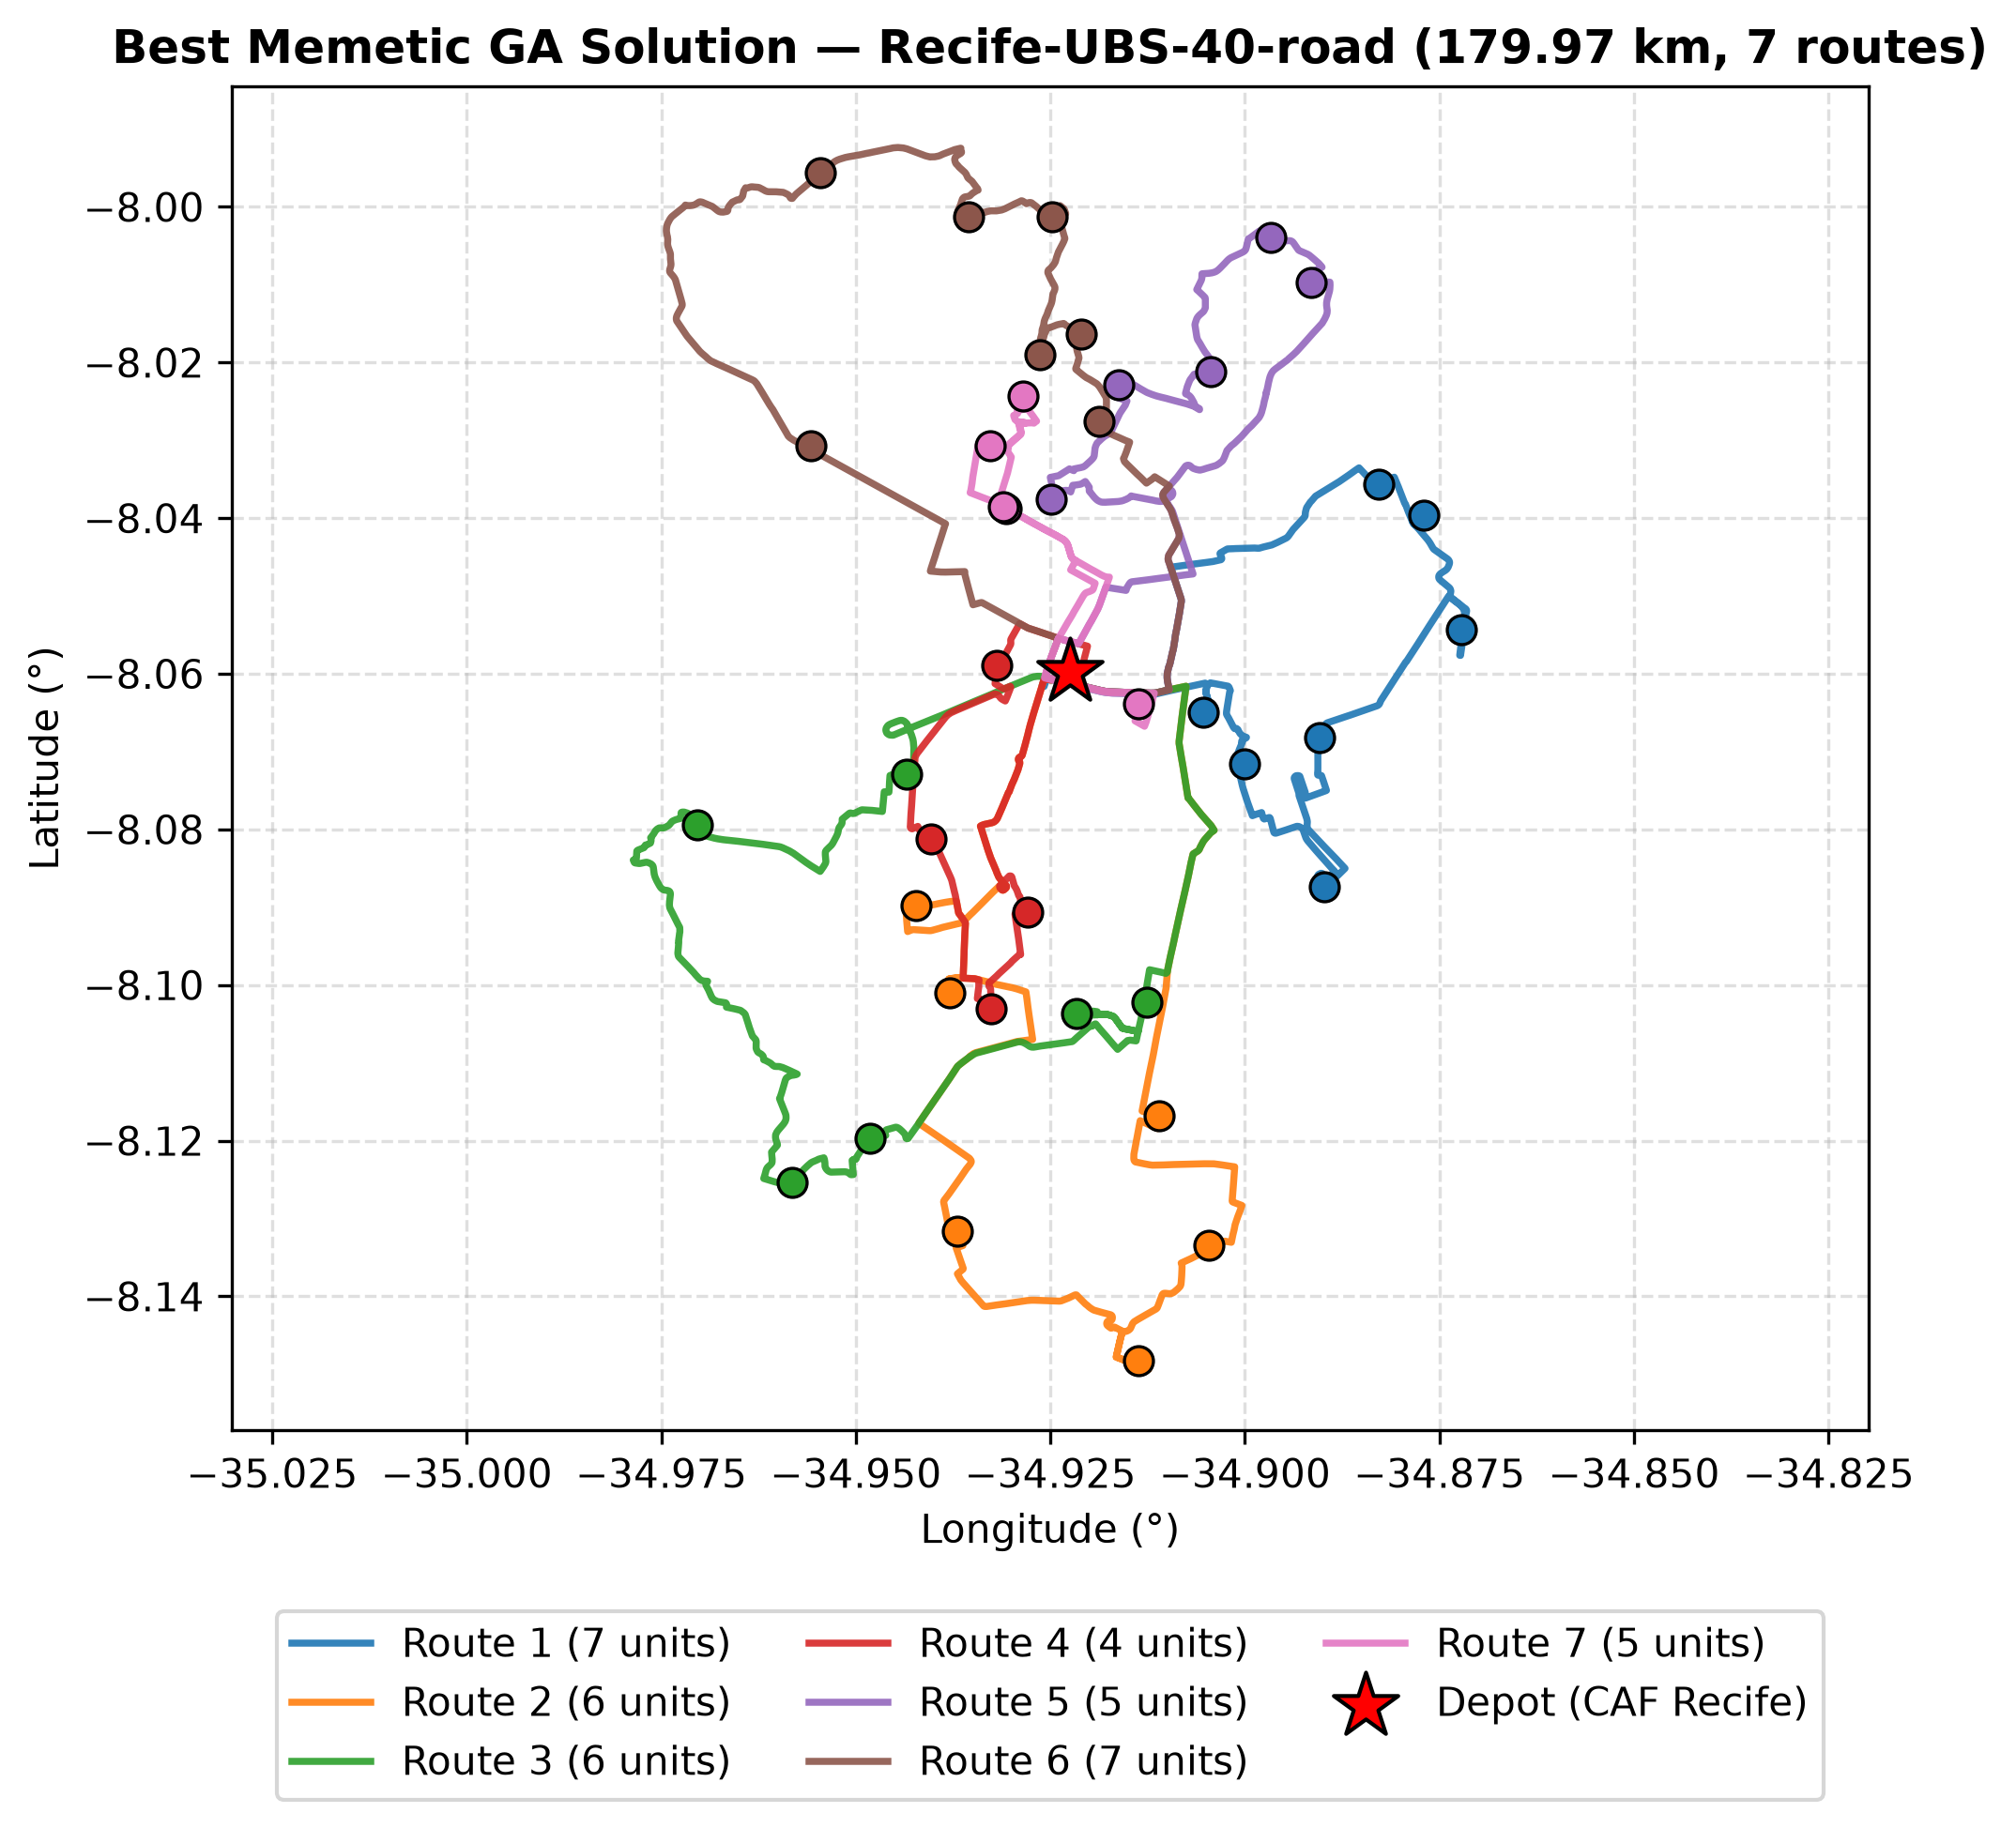 Best Memetic GA Solution — Recife-UBS-40-road (179.97 km, 7 routes)
−8.00
−8.02
−8.04
−8.06
−8.08
−8.10
−8.12
−8.14
Latitude (°)
−35.025 −35.000 −34.975 −34.950 −34.925 −34.900 −34.875 −34.850 −34.825
Longitude (°)
Route 1 (7 units) Route 4 (4 units) Route 7 (5 units)
Route 2 (6 units) Route 5 (5 units) Depot (CAF Recife)
Route 3 (6 units) Route 6 (7 units)